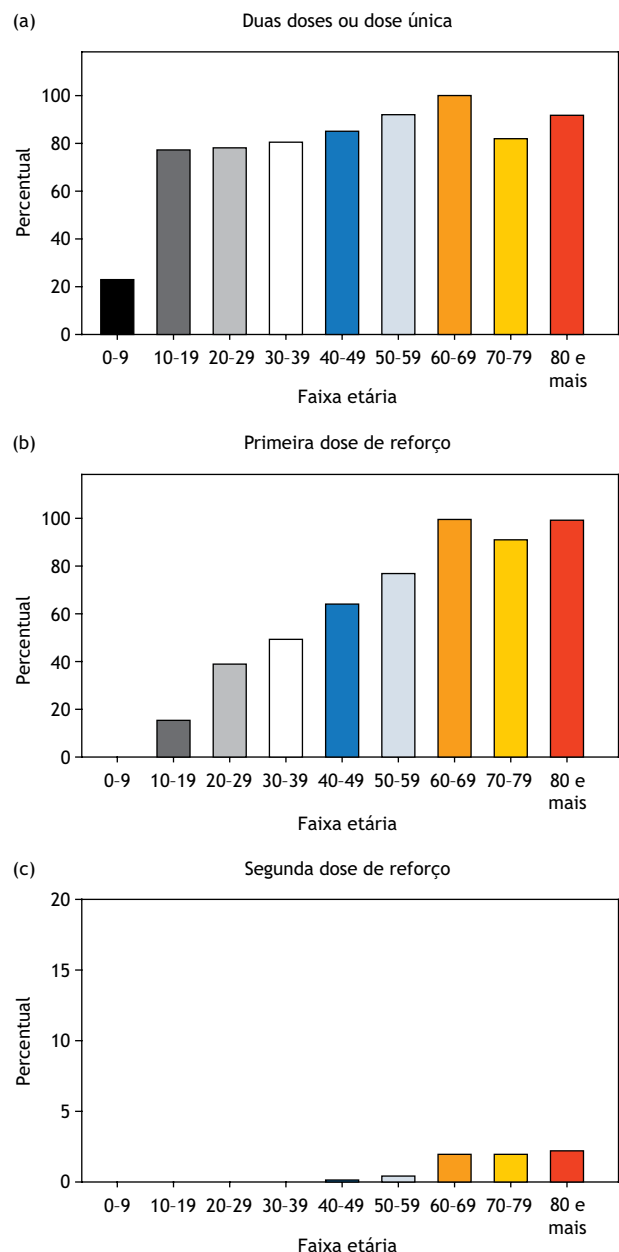 (a) Duas doses ou dose única
Percentual
100
80
60
40
20
0
0-9 10-19 20-29 30-39 40-49 50-59 60-69 70-79 80 e mais
Faixa etária
(b) Primeira dose de reforço
Percentual
100
80
60
40
20
0
0-9 10-19 20-29 30-39 40-49 50-59 60-69 70-79 80 e mais
Faixa etária
(c) Segunda dose de reforço
Percentual
20
15
10
5
0
0-9 10-19 20-29 30-39 40-49 50-59 60-69 70-79 80 e mais
Faixa etária